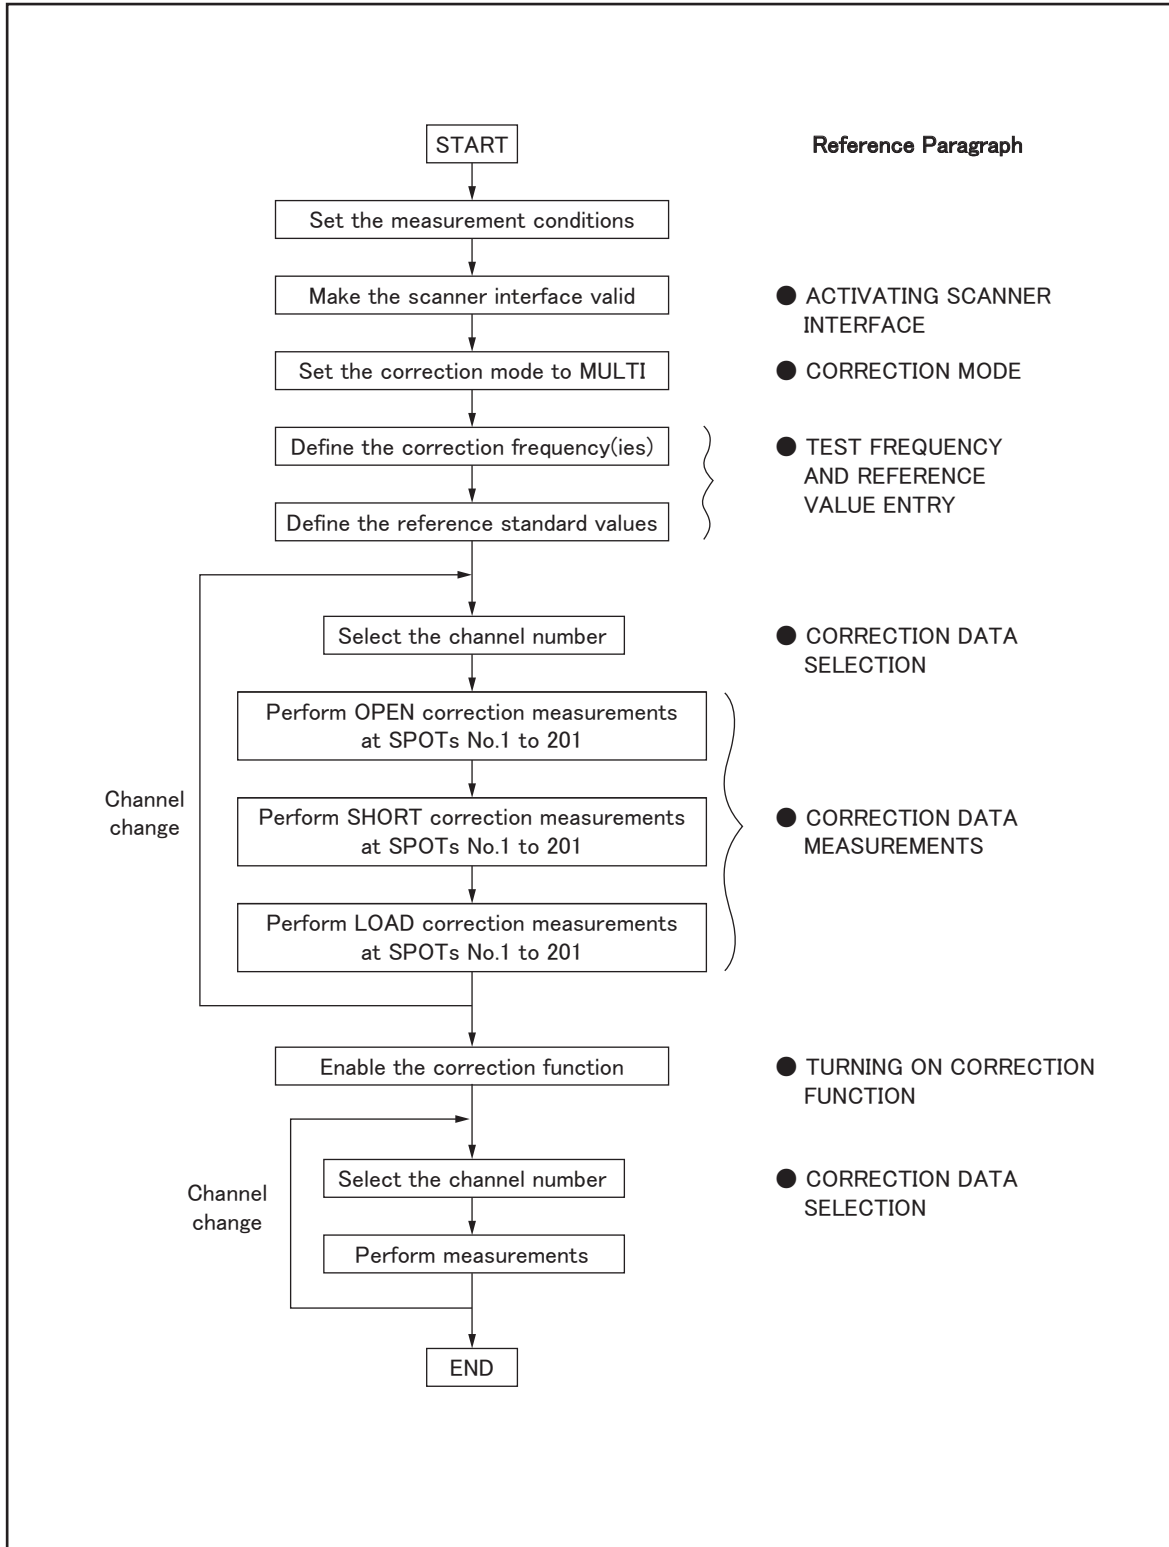 START
Reference Paragraph
Set the measurement conditions
Make the scanner interface valid
● ACTIVATING SCANNER
INTERFACE
Set the correction mode to MULTI
● CORRECTION MODE
Define the correction frequency(ies)
● TEST FREQUENCY
AND REFERENCE
VALUE ENTRY
Define the reference standard values
Select the channel number
● CORRECTION DATA
SELECTION
Perform OPEN correction measurements
at SPOTs No.1 to 201
Channel
change
Perform SHORT correction measurements
at SPOTs No.1 to 201
● CORRECTION DATA
MEASUREMENTS
Perform LOAD correction measurements
at SPOTs No.1 to 201
Enable the correction function
● TURNING ON CORRECTION
FUNCTION
Channel
change
Select the channel number
● CORRECTION DATA
SELECTION
Perform measurements
END